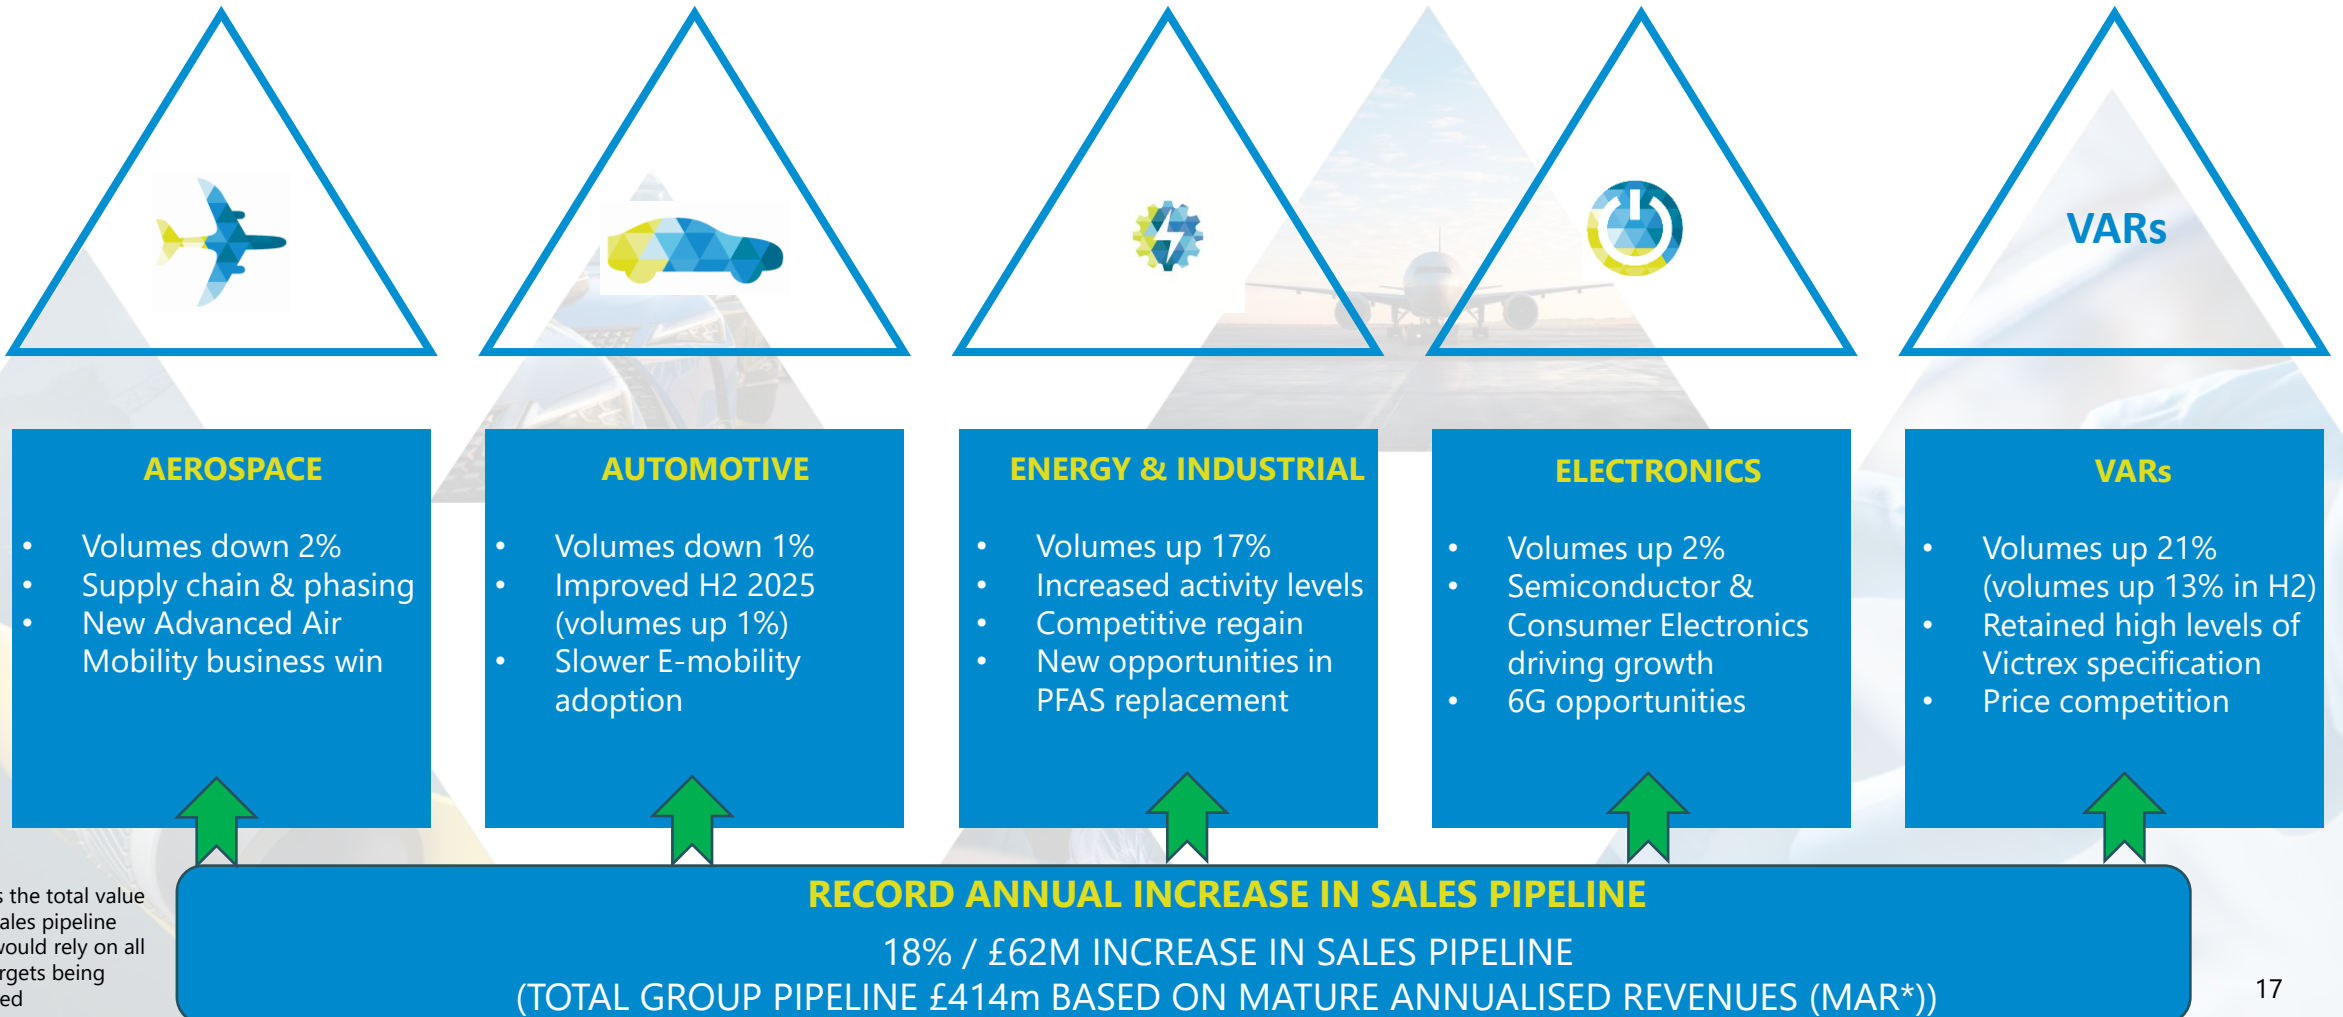 VARs
AEROSPACE
• Volumes down 2%
• Supply chain & phasing
• New Advanced Air
Mobility business win
AUTOMOTIVE
• Volumes down 1%
• Improved H2 2025
(volumes up 1%)
• Slower E-mobility
adoption
ENERGY & INDUSTRIAL
• Volumes up 17%
• Increased activity levels
• Competitive regain
• New opportunities in
PFAS replacement
ELECTRONICS
• Volumes up 2%
• Semiconductor &
Consumer Electronics
driving growth
• 6G opportunities
VARs
• Volumes up 21%
(volumes up 13% in H2)
• Retained high levels of
Victrex specification
• Price competition
the total value
pipeline
would rely on all
being
RECORD ANNUAL INCREASE IN SALES PIPELINE
18% / £62M INCREASE IN SALES PIPELINE
(TOTAL GROUP PIPELINE £414m BASED ON MATURE ANNUALISED REVENUES (MAR*))
17